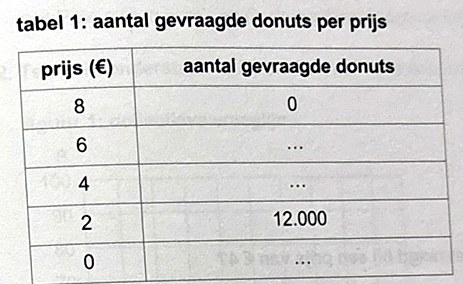 tabel 1: aantal gevraagde donuts per prijs
prijs (€) aantal gevraagde donuts
8 0
6 ...
4 ...
2 12.000
0 ...